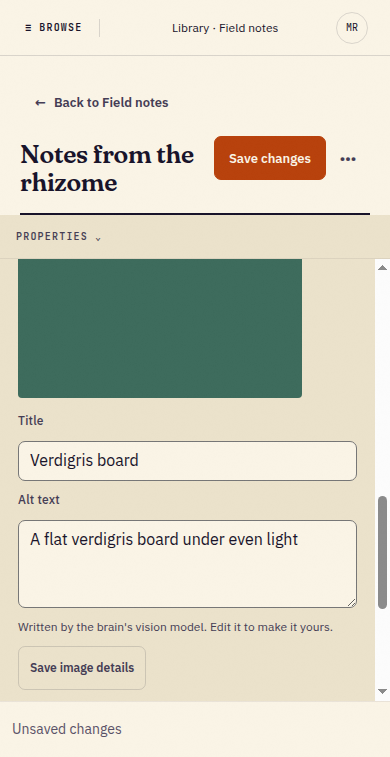 ≡ BROWSE
Library · Field notes
MR
← Back to Field notes
Notes from the
rhizome
Save changes
•••
PROPERTIES ⌄
Title
Verdigris board
Alt text
A flat verdigris board under even light
Written by the brain's vision model. Edit it to make it yours.
Save image details
Unsaved changes